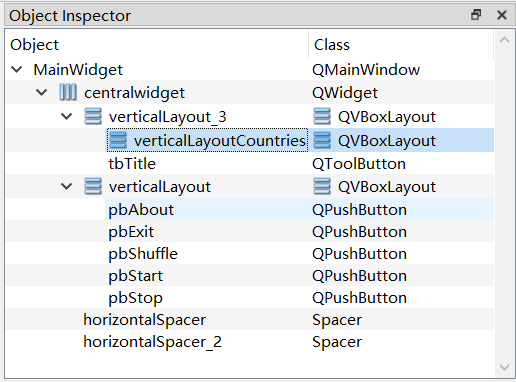 Object Inspector
Object Class
MainWidget QMainWindow
centralwidget QWidget
verticalLayout_3 QVBoxLayout
verticalLayoutCountries QVBoxLayout
tbTitle QToolButton
verticalLayout QVBoxLayout
pbAbout QPushButton
pbExit QPushButton
pbShuffle QPushButton
pbStart QPushButton
pbStop QPushButton
horizontalSpacer Spacer
horizontalSpacer_2 Spacer